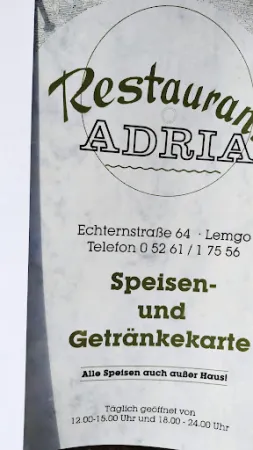 Restaurant
ADRIA
Echternstraße 64 · Lemgo
Telefon 0 52 61 / 1 75 56
Speisen-
und
Getränkekarte
Alle Speisen auch außer Haus!
Täglich geöffnet von
12.00-15.00 Uhr und 18.00 - 24.00 Uhr